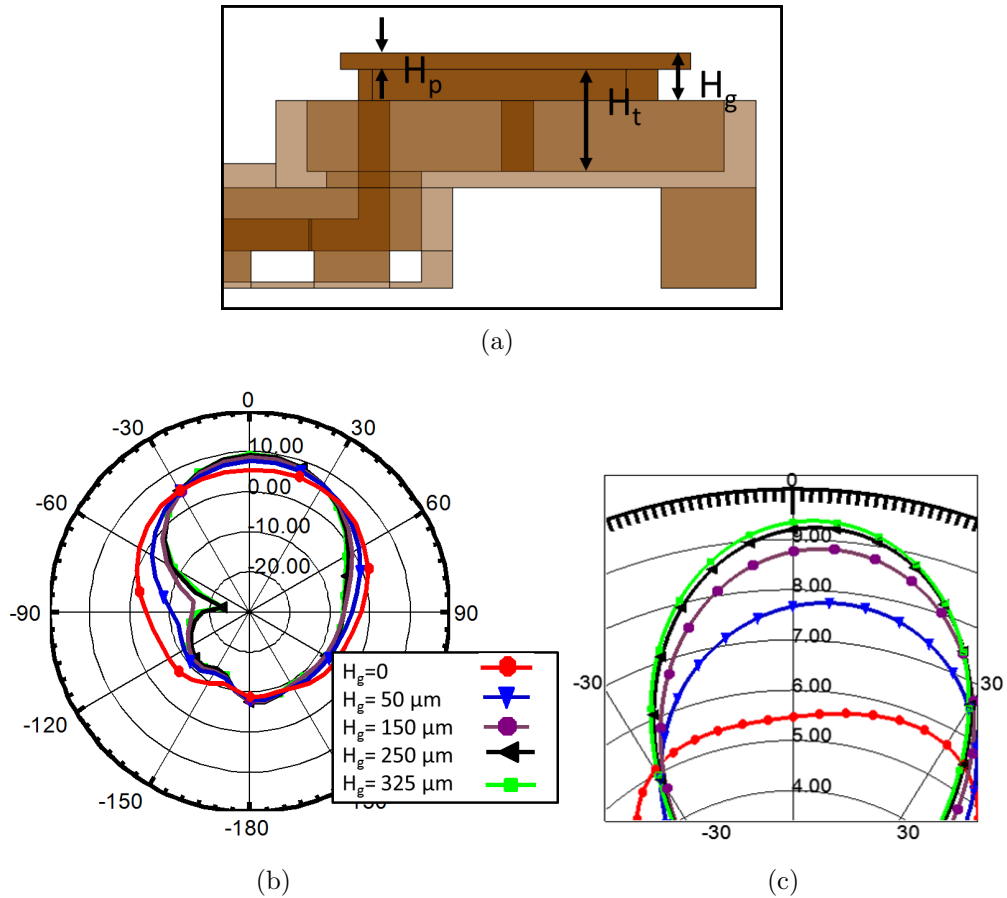 H_p
H_t
H_g
(a)
0
-30
30
10.00
0.00
-60
60
-10.00
-20.00
-90
90
H_g=0
H_g= 50 μm
-120
H_g= 150 μm
H_g= 250 μm
H_g= 325 μm
-150
-180
(b)
0
9.00
8.00
7.00
-30
6.00
30
5.00
4.00
-30
30
(c)